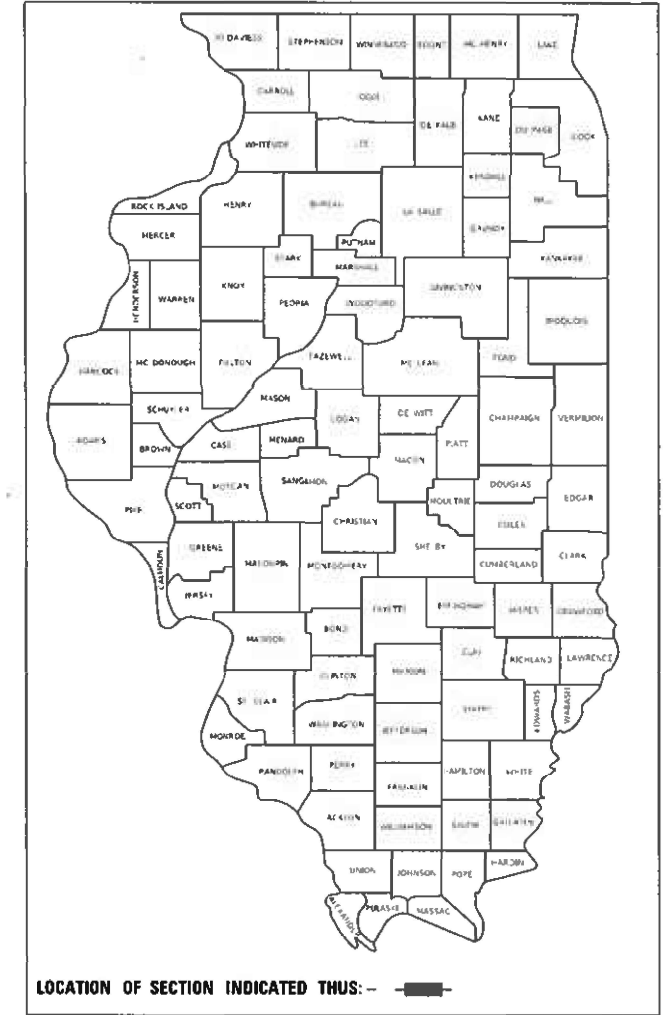 STEPHENSON
MC HENRY
LAKE
CARROLL
OGLE
DE KALB
KANE
DU PAGE
COOK
WHITESIDE
LEE
ROCK ISLAND
HENRY
BUREAU
LA SALLE
KENDALL
WILL
GRUNDY
MERCER
PUTNAM
STARK
MARSHALL
KANKAKEE
HENDERSON
WARREN
KNOX
PEORIA
WOODFORD
LIVINGSTON
IROQUOIS
HANCOCK
MC DONOUGH
FULTON
TAZEWELL
MC LEAN
FORD
SCHUYLER
MASON
LOGAN
DE WITT
CHAMPAIGN
VERMILION
ADAMS
BROWN
CASS
MENARD
MACON
PIATT
PIKE
SCOTT
MORGAN
SANGAMON
CHRISTIAN
MOULTRIE
DOUGLAS
EDGAR
COLES
CALHOUN
GREENE
MACOUPIN
MONTGOMERY
SHELBY
CUMBERLAND
CLARK
JERSEY
FAYETTE
EFFINGHAM
JASPER
CRAWFORD
MADISON
BOND
CLAY
RICHLAND
LAWRENCE
CLINTON
MARION
ST CLAIR
WASHINGTON
JEFFERSON
WAYNE
EDWARDS
WABASH
MONROE
RANDOLPH
PERRY
FRANKLIN
HAMILTON
WHITE
JACKSON
WILLIAMSON
SALINE
GALLATIN
UNION
JOHNSON
POPE
HARDIN
ALEXANDER
PULASKI
MASSAC
LOCATION OF SECTION INDICATED THUS: –